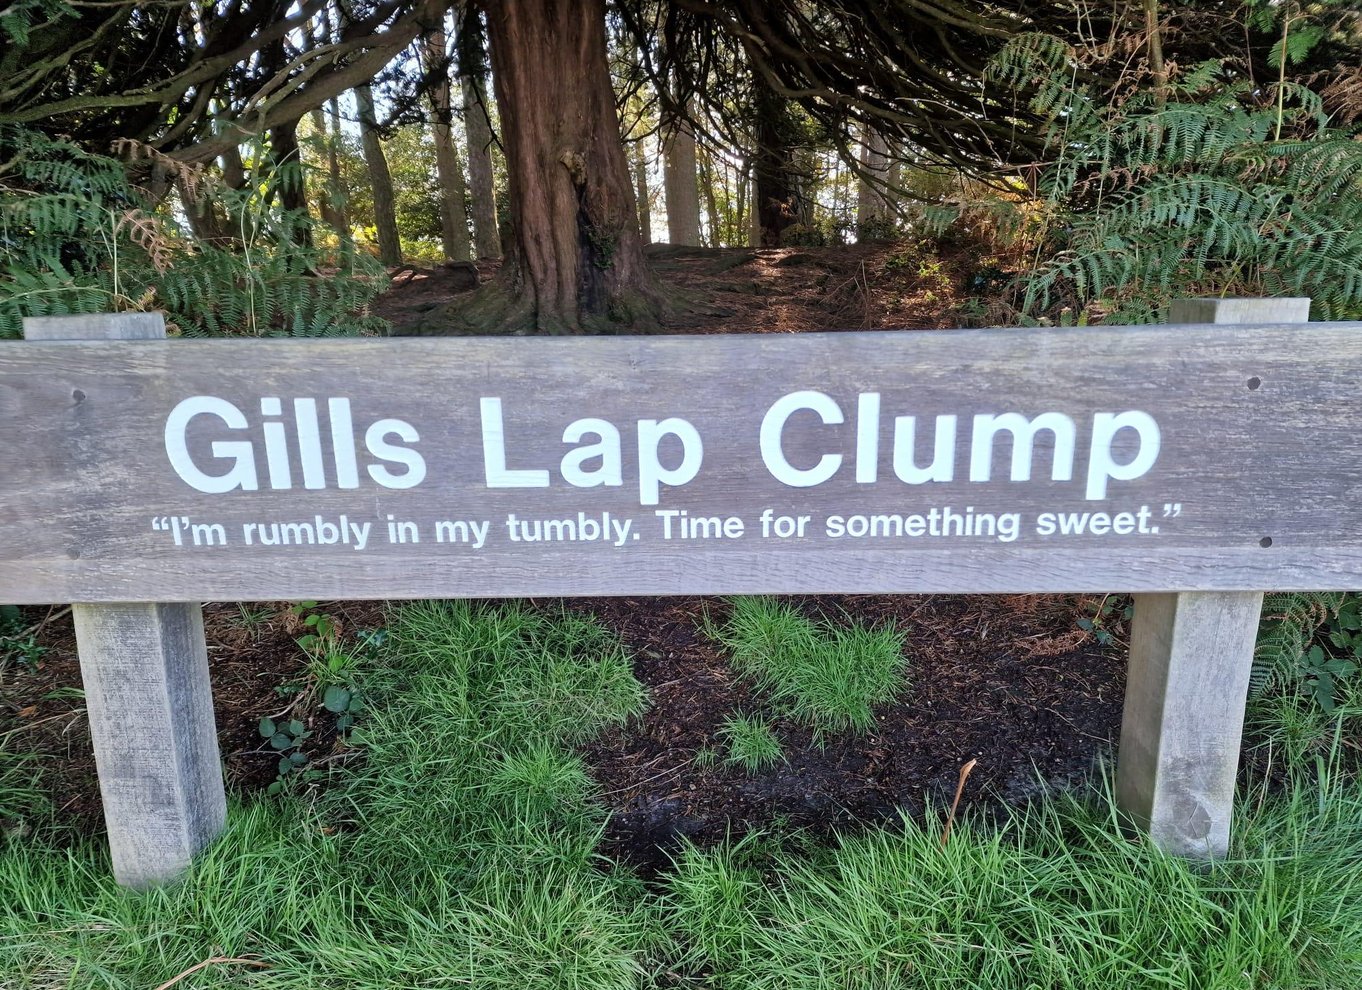 Gills Lap Clump
“I’m rumbly in my tumbly. Time for something sweet.”